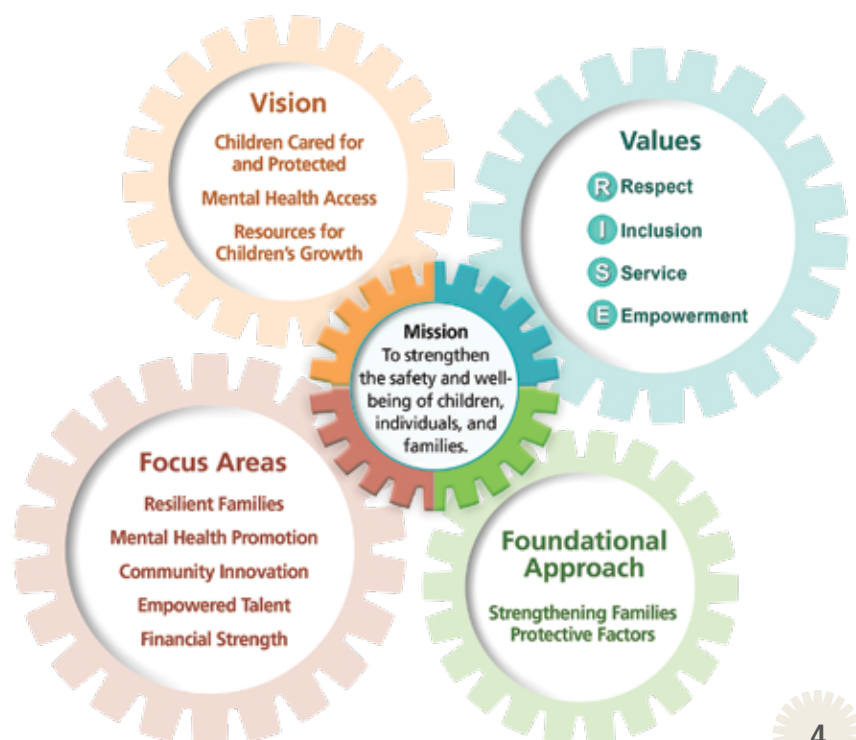 Vision
Children Cared for
and Protected
Mental Health Access
Resources for
Children's Growth
Values
R Respect
I Inclusion
S Service
E Empowerment
Mission
To strengthen
the safety and well-
being of children,
individuals, and
families.
Focus Areas
Resilient Families
Mental Health Promotion
Community Innovation
Empowered Talent
Financial Strength
Foundational
Approach
Strengthening Families
Protective Factors
4